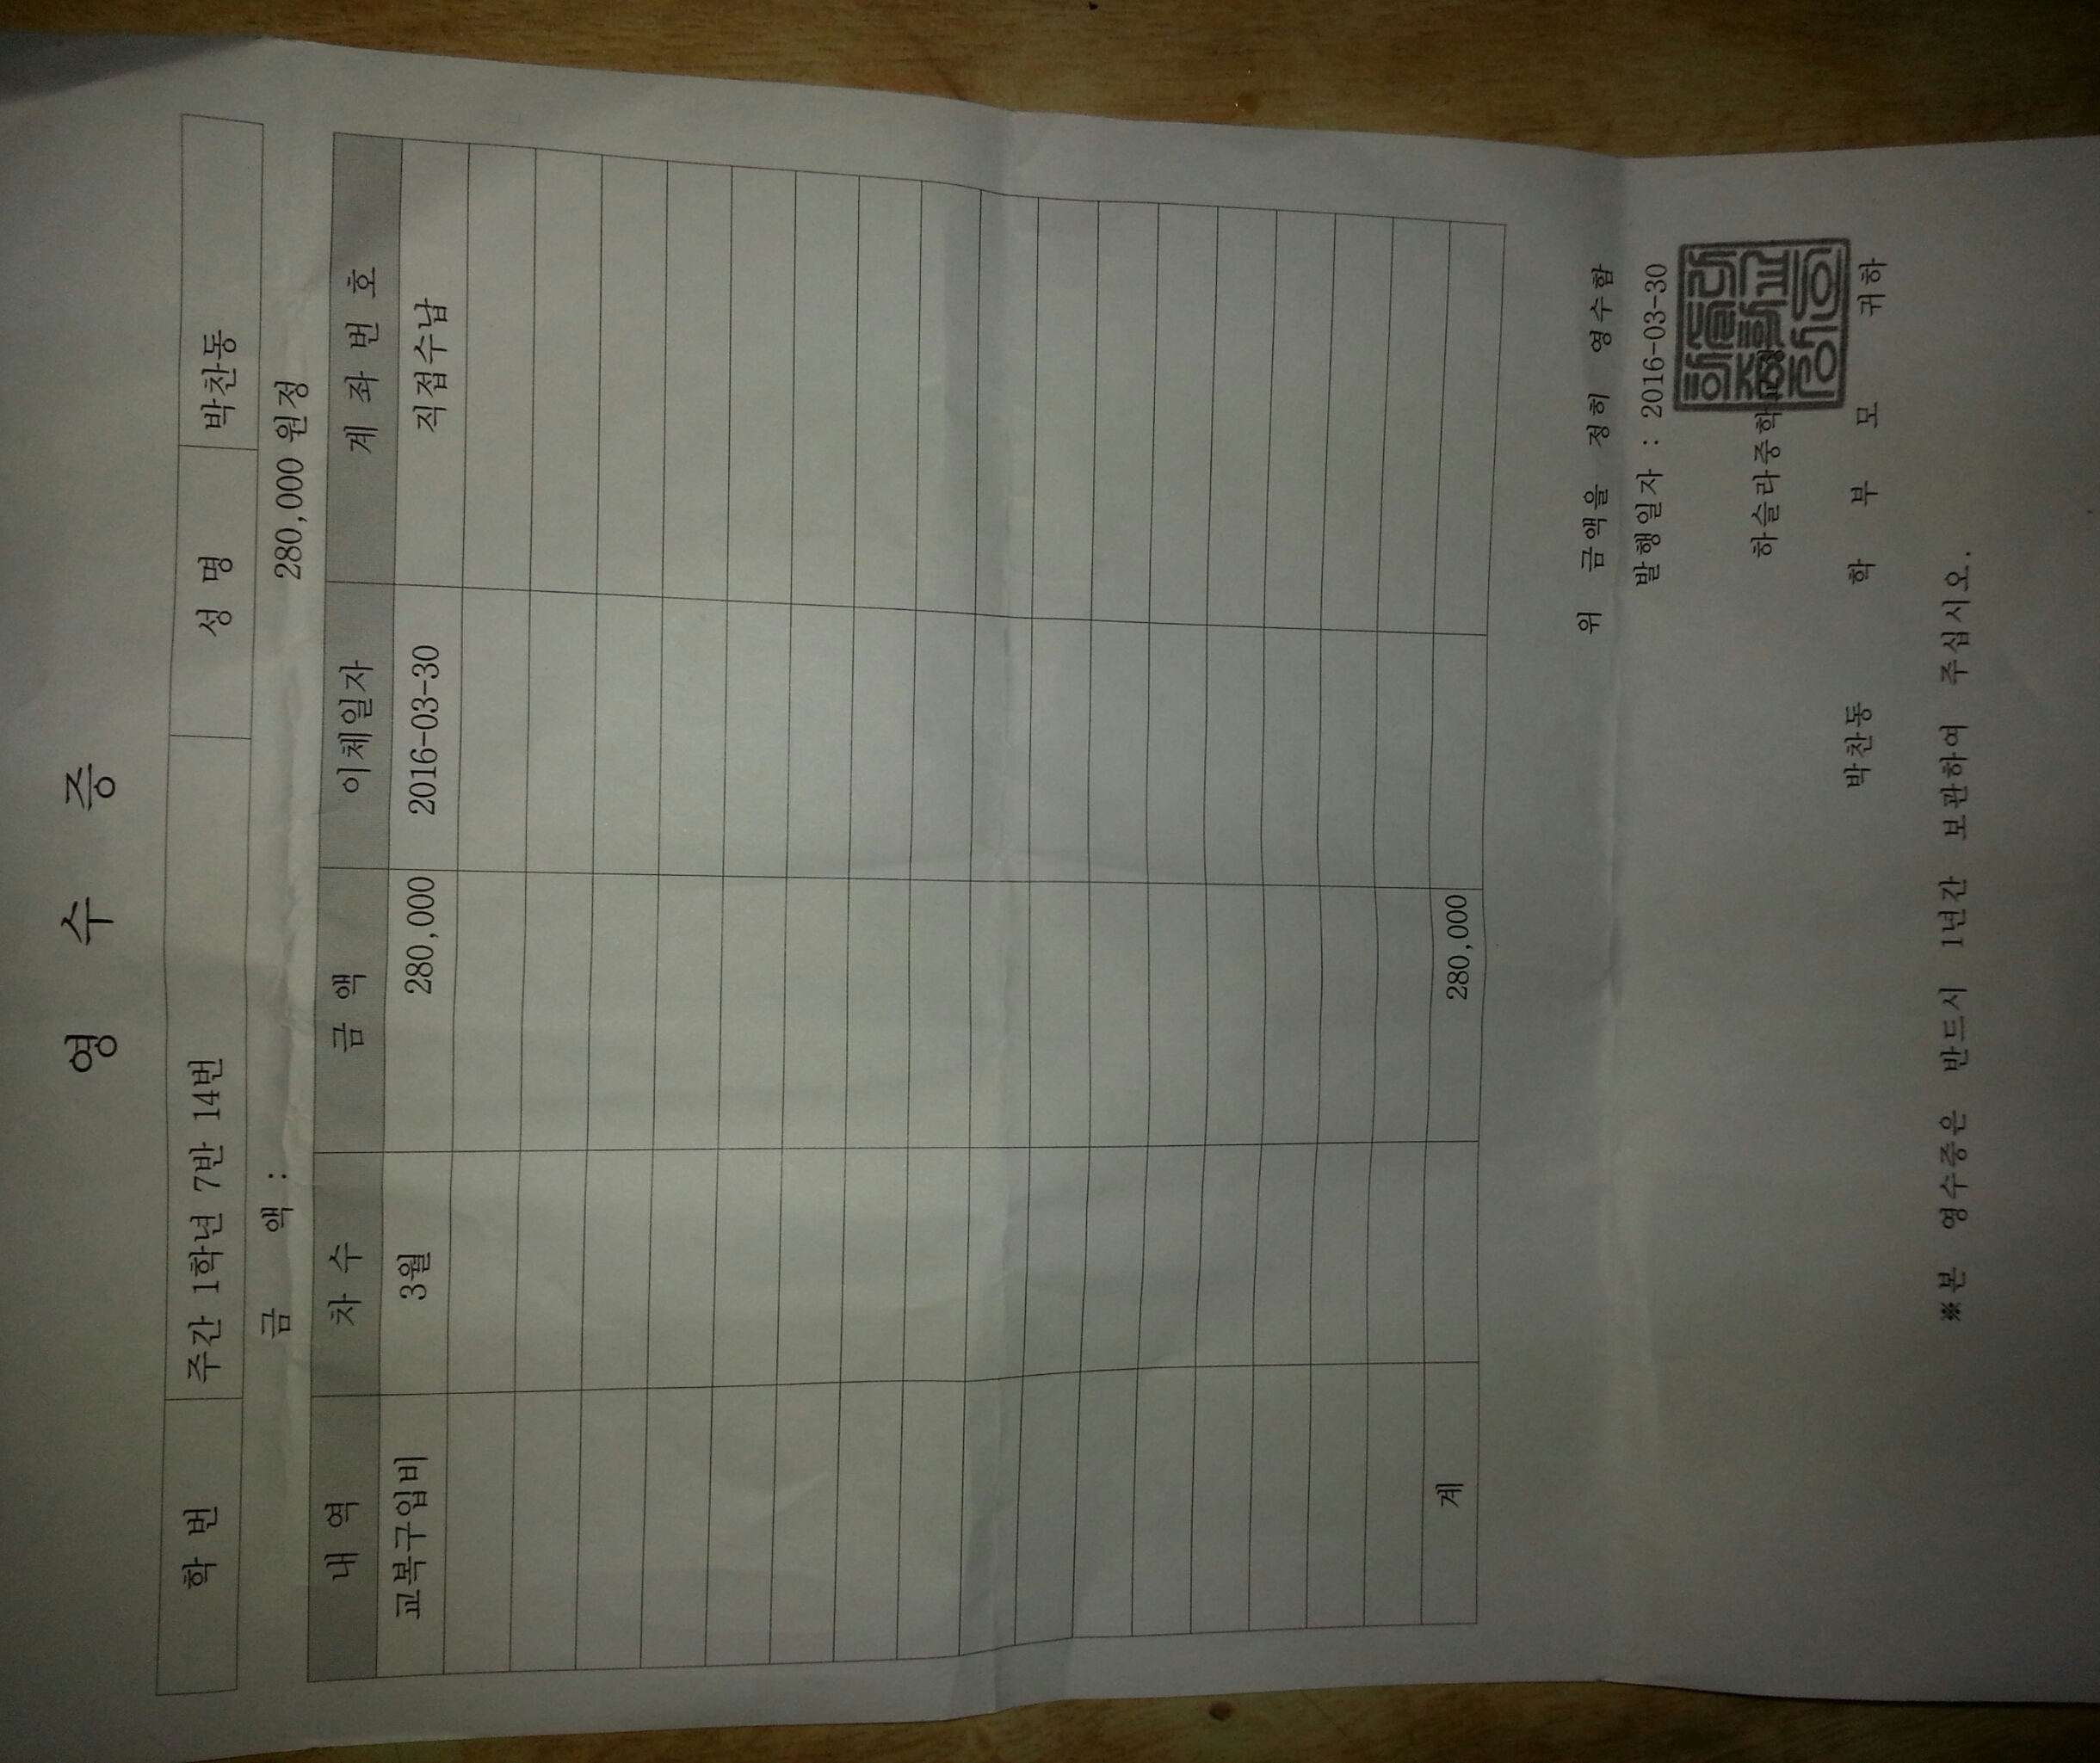 영 수 증
학 번 주간 1학년 7반 14번 성 명 박찬동
금 액 : 280,000 원정
내 역 차 수 금 액 이체일자 계 좌 번 호
교복구입비 3월 280,000 2016-03-30 직접수납
계 280,000
위 금액을 정히 영수함
발행일자 : 2016-03-30
하슬라중학교장
박찬동 학 부 모 귀하
※본 영수증은 반드시 1년간 보관하여 주십시오.